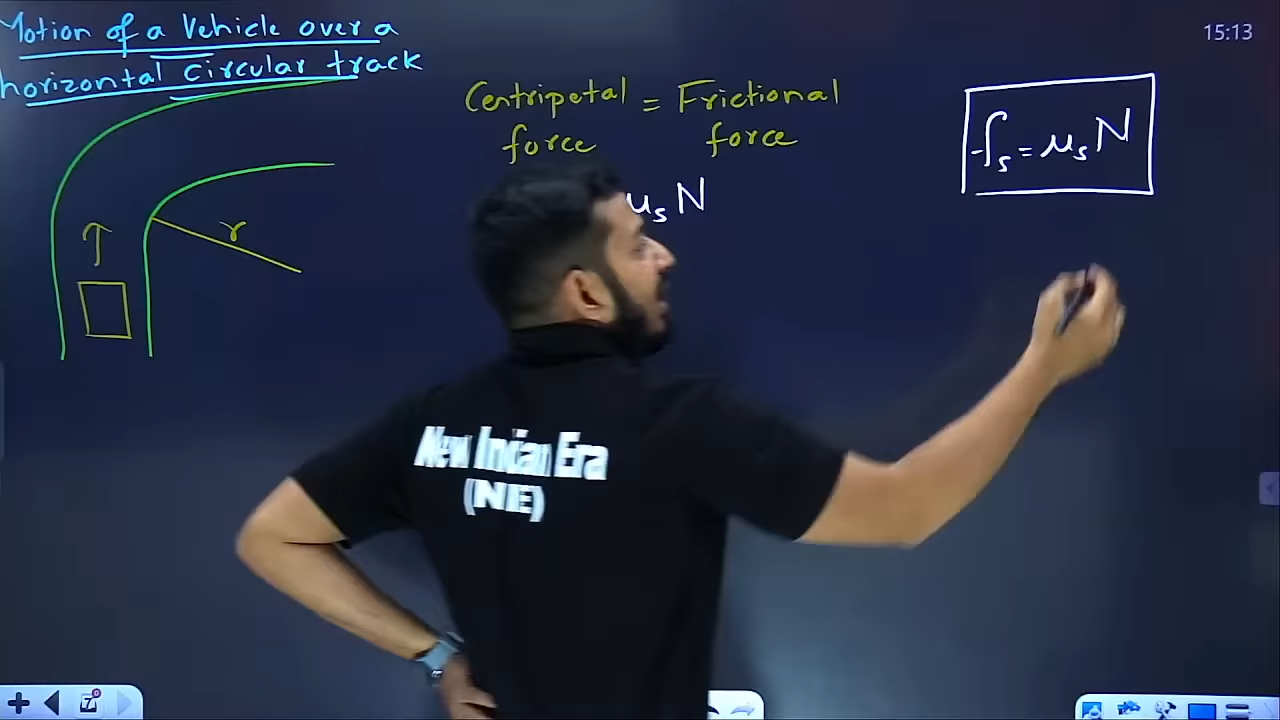 Motion of a Vehicle over a
horizontal circular track
15:13
Centripetal = Frictional
force force
fs = μs N
μs N
r
New Indian Era
(NE)